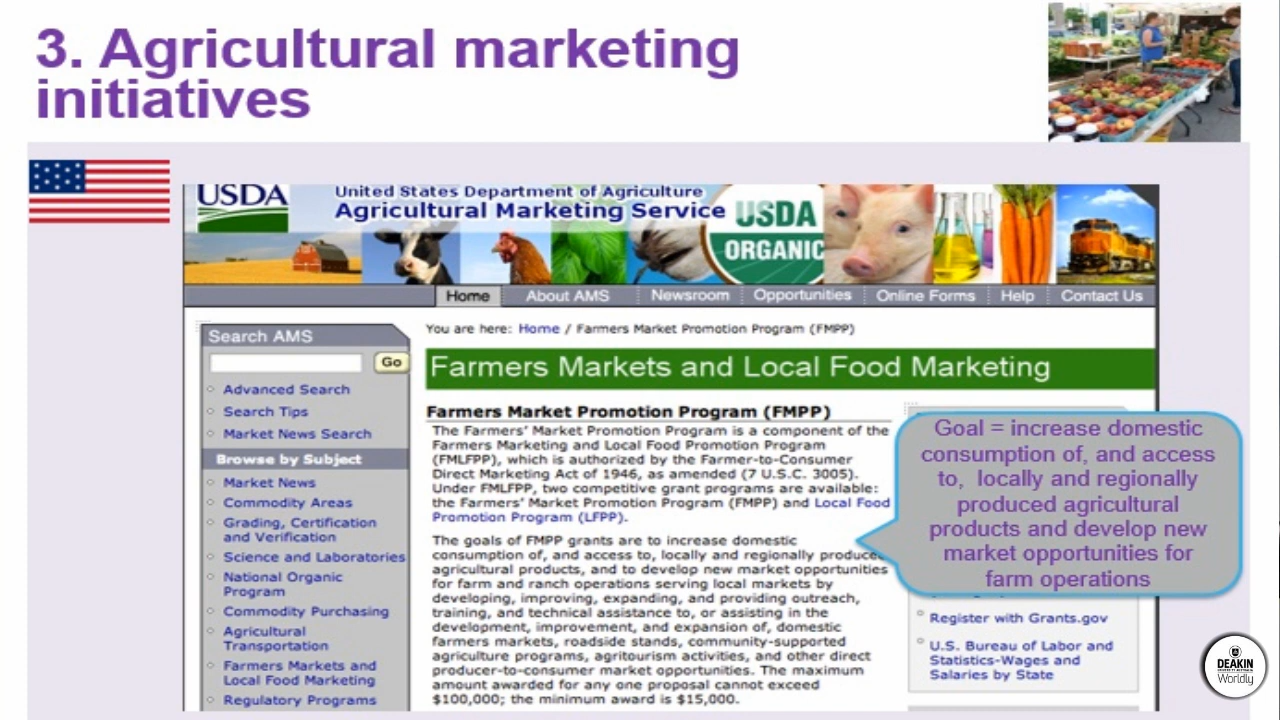 3. Agricultural marketing
initiatives
USDA
United States Department of Agriculture
Agricultural Marketing Service
USDA
ORGANIC
Home
About AMS
Newsroom
Opportunities
Online Forms
Help
Contact Us
Search AMS
Go
Advanced Search
Search Tips
Market News Search
Browse by Subject
Market News
Commodity Areas
Grading, Certification
and Verification
Science and Laboratories
National Organic
Program
Commodity Purchasing
Agricultural
Transportation
Farmers Markets and
Local Food Marketing
Regulatory Programs
You are here: Home / Farmers Market Promotion Program (FMPP)
Farmers Markets and Local Food Marketing
Farmers Market Promotion Program (FMPP)
The Farmers' Market Promotion Program is a component of the
Farmers Marketing and Local Food Promotion Program
(FMLFPP), which is authorized by the Farmer-to-Consumer
Direct Marketing Act of 1946, as amended (7 U.S.C. 3005).
Under FMLFPP, two competitive grant programs are available:
the Farmers' Market Promotion Program (FMPP) and Local Food
Promotion Program (LFPP).
The goals of FMPP grants are to increase domestic
consumption of, and access to, locally and regionally produced
agricultural products, and to develop new market opportunities
for farm and ranch operations serving local markets by
developing, improving, expanding, and providing outreach,
training, and technical assistance to, or assisting in the
development, improvement, and expansion of, domestic
farmers markets, roadside stands, community-supported
agriculture programs, agritourism activities, and other direct
producer-to-consumer market opportunities. The maximum
amount awarded for any one proposal cannot exceed
$100,000; the minimum award is $15,000.
Goal = increase domestic
consumption of, and access
to, locally and regionally
produced agricultural
products and develop new
market opportunities for
farm operations
Register with Grants.gov
U.S. Bureau of Labor and
Statistics-Wages and
Salaries by State
DEAKIN
Worldly